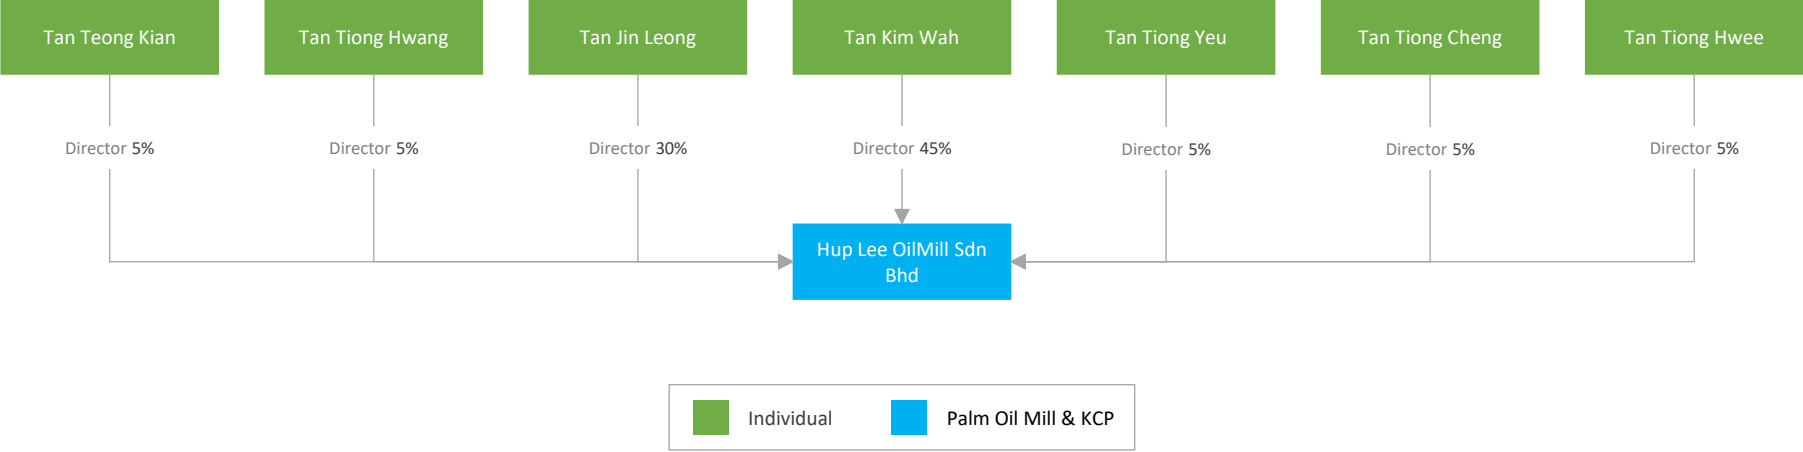 Tan Teong Kian
Tan Tiong Hwang
Tan Jin Leong
Tan Kim Wah
Tan Tiong Yeu
Tan Tiong Cheng
Tan Tiong Hwee
Director 5%
Director 5%
Director 30%
Director 45%
Director 5%
Director 5%
Director 5%
Hup Lee OilMill Sdn
Bhd
Individual
Palm Oil Mill & KCP